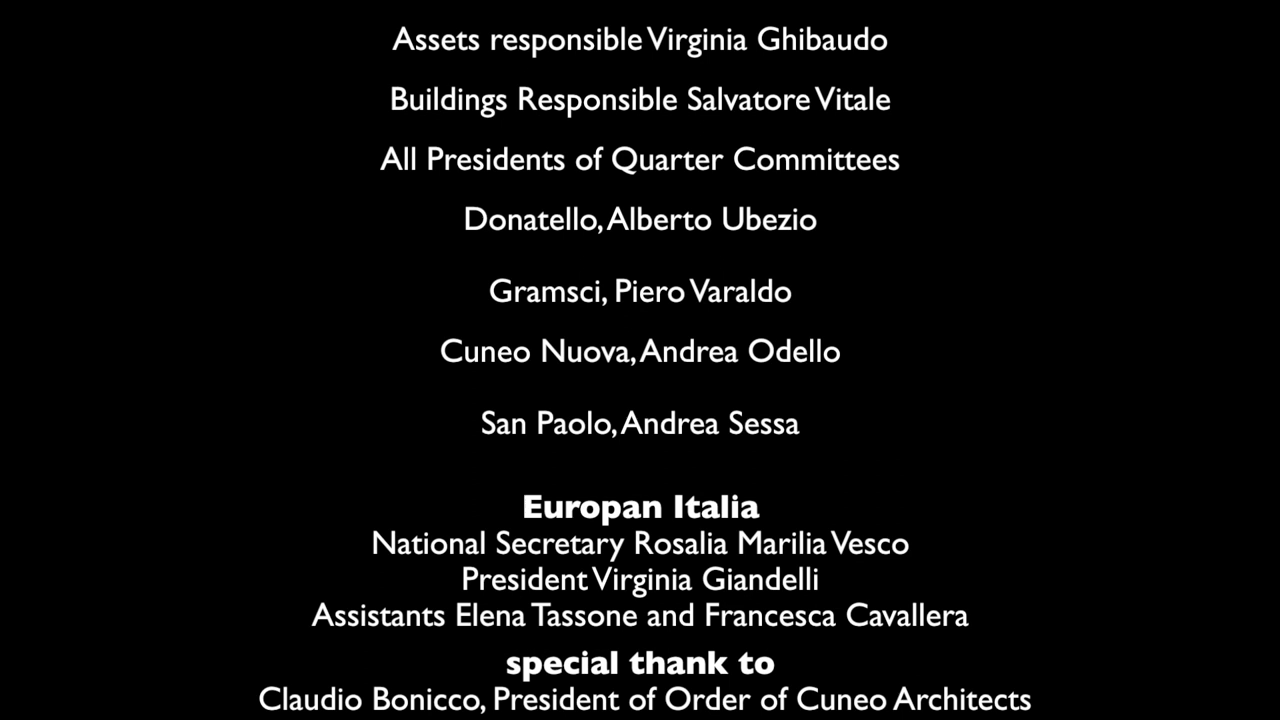 Assets responsible Virginia Ghibaudo
Buildings Responsible Salvatore Vitale
All Presidents of Quarter Committees
Donatello, Alberto Ubezio
Gramsci, Piero Varaldo
Cuneo Nuova, Andrea Odello
San Paolo, Andrea Sessa
Europan Italia
National Secretary Rosalia Marilia Vesco
President Virginia Giandelli
Assistants Elena Tassone and Francesca Cavallera
special thank to
Claudio Bonicco, President of Order of Cuneo Architects